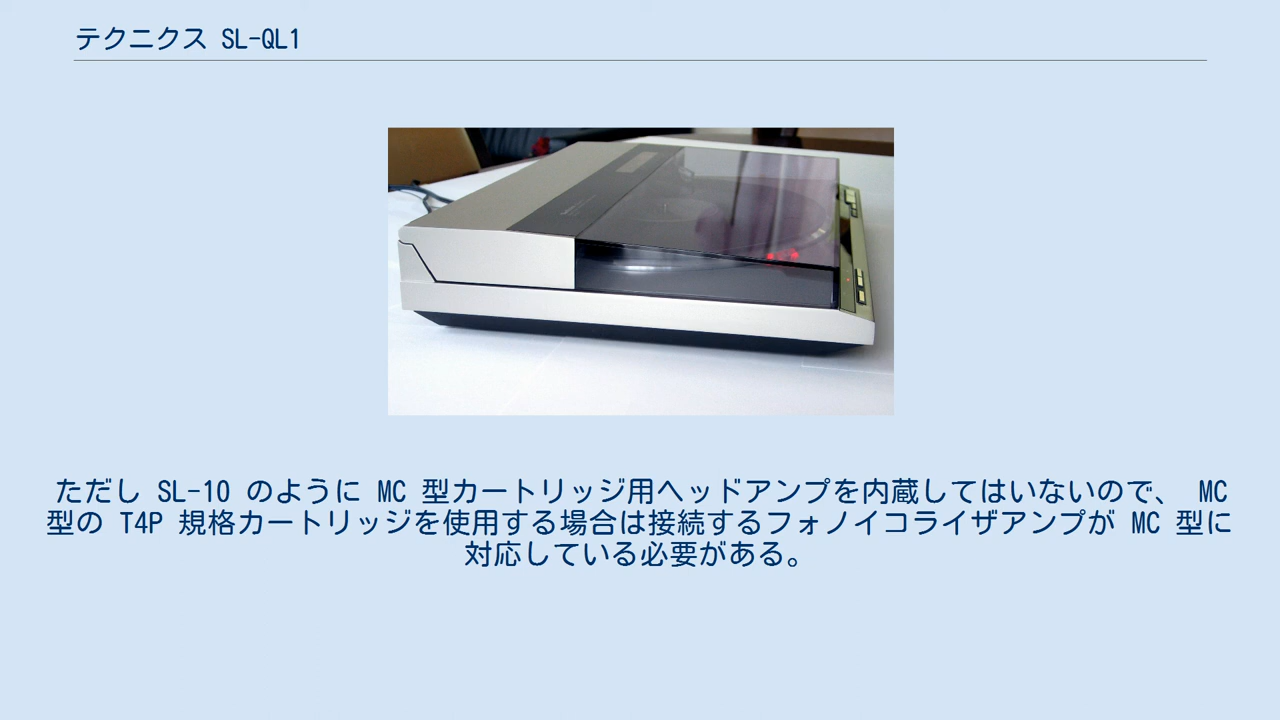 テクニクス SL-QL1
ただし SL-10 のように MC 型カートリッジ用ヘッドアンプを内蔵してはいないので、 MC
型の T4P 規格カートリッジを使用する場合は接続するフォノイコライザアンプが MC 型に
対応している必要がある。